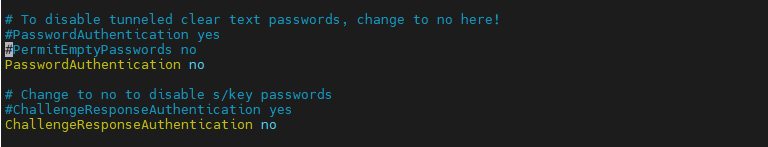 # To disable tunneled clear text passwords, change to no here!
#PasswordAuthentication yes
#PermitEmptyPasswords no
PasswordAuthentication no
# Change to no to disable s/key passwords
#ChallengeResponseAuthentication yes
ChallengeResponseAuthentication no